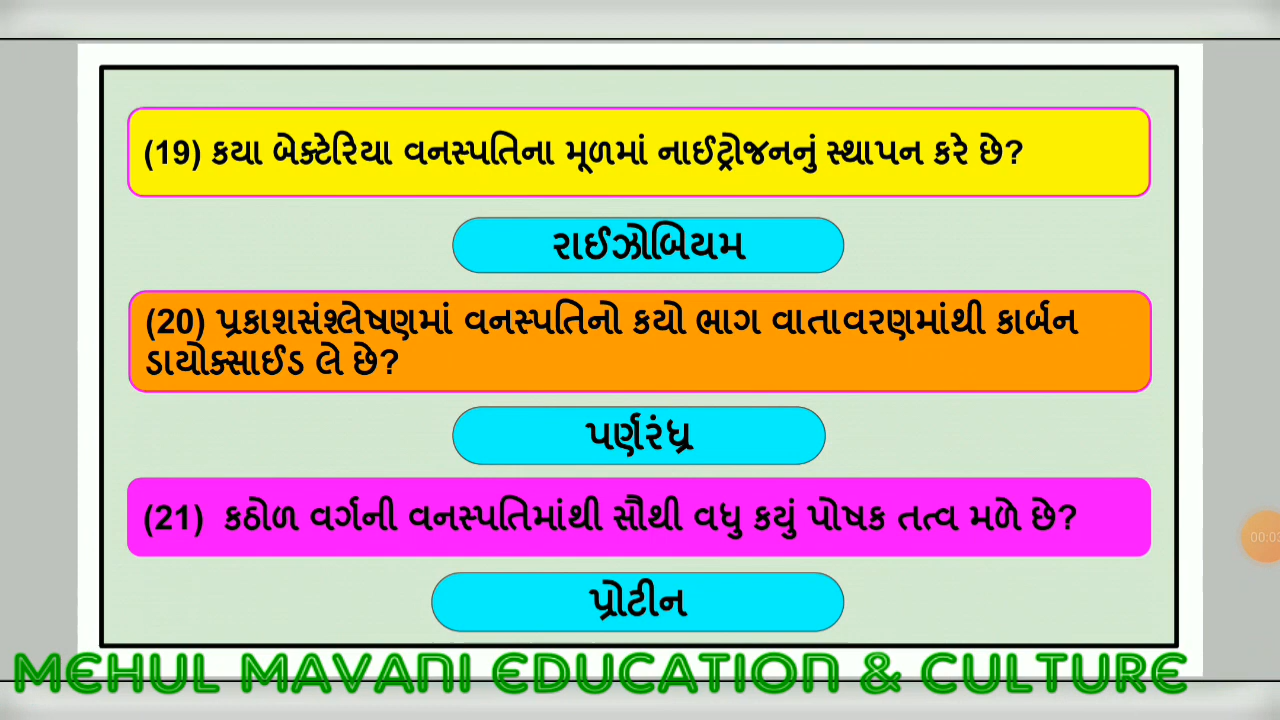 (19) કયા બેક્ટેરિયા વનસ્પતિના મૂળમાં નાઈટ્રોજનનું સ્થાપન કરે છે?
રાઈઝોબિયમ
(20) પ્રકાશસંશ્લેષણમાં વનસ્પતિનો કયો ભાગ વાતાવરણમાંથી કાર્બન
ડાયોક્સાઈડ લે છે?
પર્ણરંધ્ર
(21) કઠોળ વર્ગની વનસ્પતિમાંથી સૌથી વધુ કયું પોષક તત્વ મળે છે?
પ્રોટીન
MEHUL MAVANI EDUCATION & CULTURE